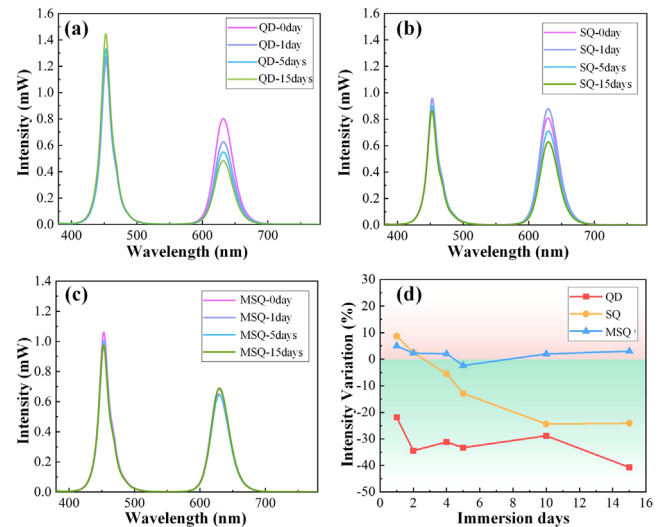 (a)
QD-0day
QD-1day
QD-5days
QD-15days
1.6
1.4
1.2
1.0
0.8
0.6
0.4
0.2
0.0
Intensity (mW)
400
500
600
700
Wavelength (nm)
(b)
SQ-0day
SQ-1day
SQ-5days
SQ-15days
1.6
1.4
1.2
1.0
0.8
0.6
0.4
0.2
0.0
Intensity (mW)
400
500
600
700
Wavelength (nm)
(c)
MSQ-0day
MSQ-1day
MSQ-5days
MSQ-15days
1.4
1.2
1.0
0.8
0.6
0.4
0.2
0.0
Intensity (mW)
400
500
600
700
Wavelength (nm)
(d)
QD
SQ
MSQ
30
20
10
0
-10
-20
-30
-40
-50
Intensity Variation (%)
0
2
4
6
8
10
12
14
16
Immersion days